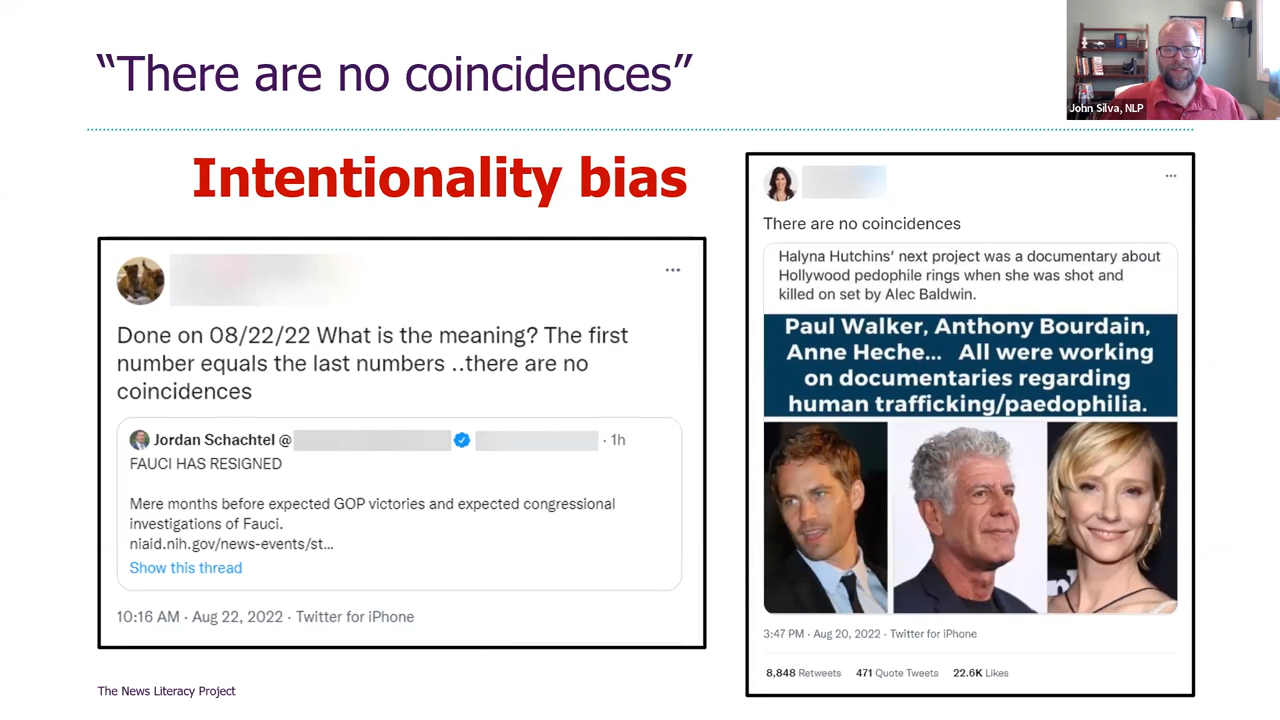 “There are no coincidences”
John Silva, NLP
Intentionality bias
Done on 08/22/22 What is the meaning? The first
number equals the last numbers ..there are no
coincidences
Jordan Schachtel @ · 1h
FAUCI HAS RESIGNED
Mere months before expected GOP victories and expected congressional
investigations of Fauci.
niaid.nih.gov/news-events/st...
Show this thread
10:16 AM · Aug 22, 2022 · Twitter for iPhone
There are no coincidences
Halyna Hutchins’ next project was a documentary about
Hollywood pedophile rings when she was shot and
killed on set by Alec Baldwin.
Paul Walker, Anthony Bourdain,
Anne Heche... All were working
on documentaries regarding
human trafficking/paedophilia.
3:47 PM · Aug 20, 2022 · Twitter for iPhone
8,848 Retweets 471 Quote Tweets 22.6K Likes
The News Literacy Project